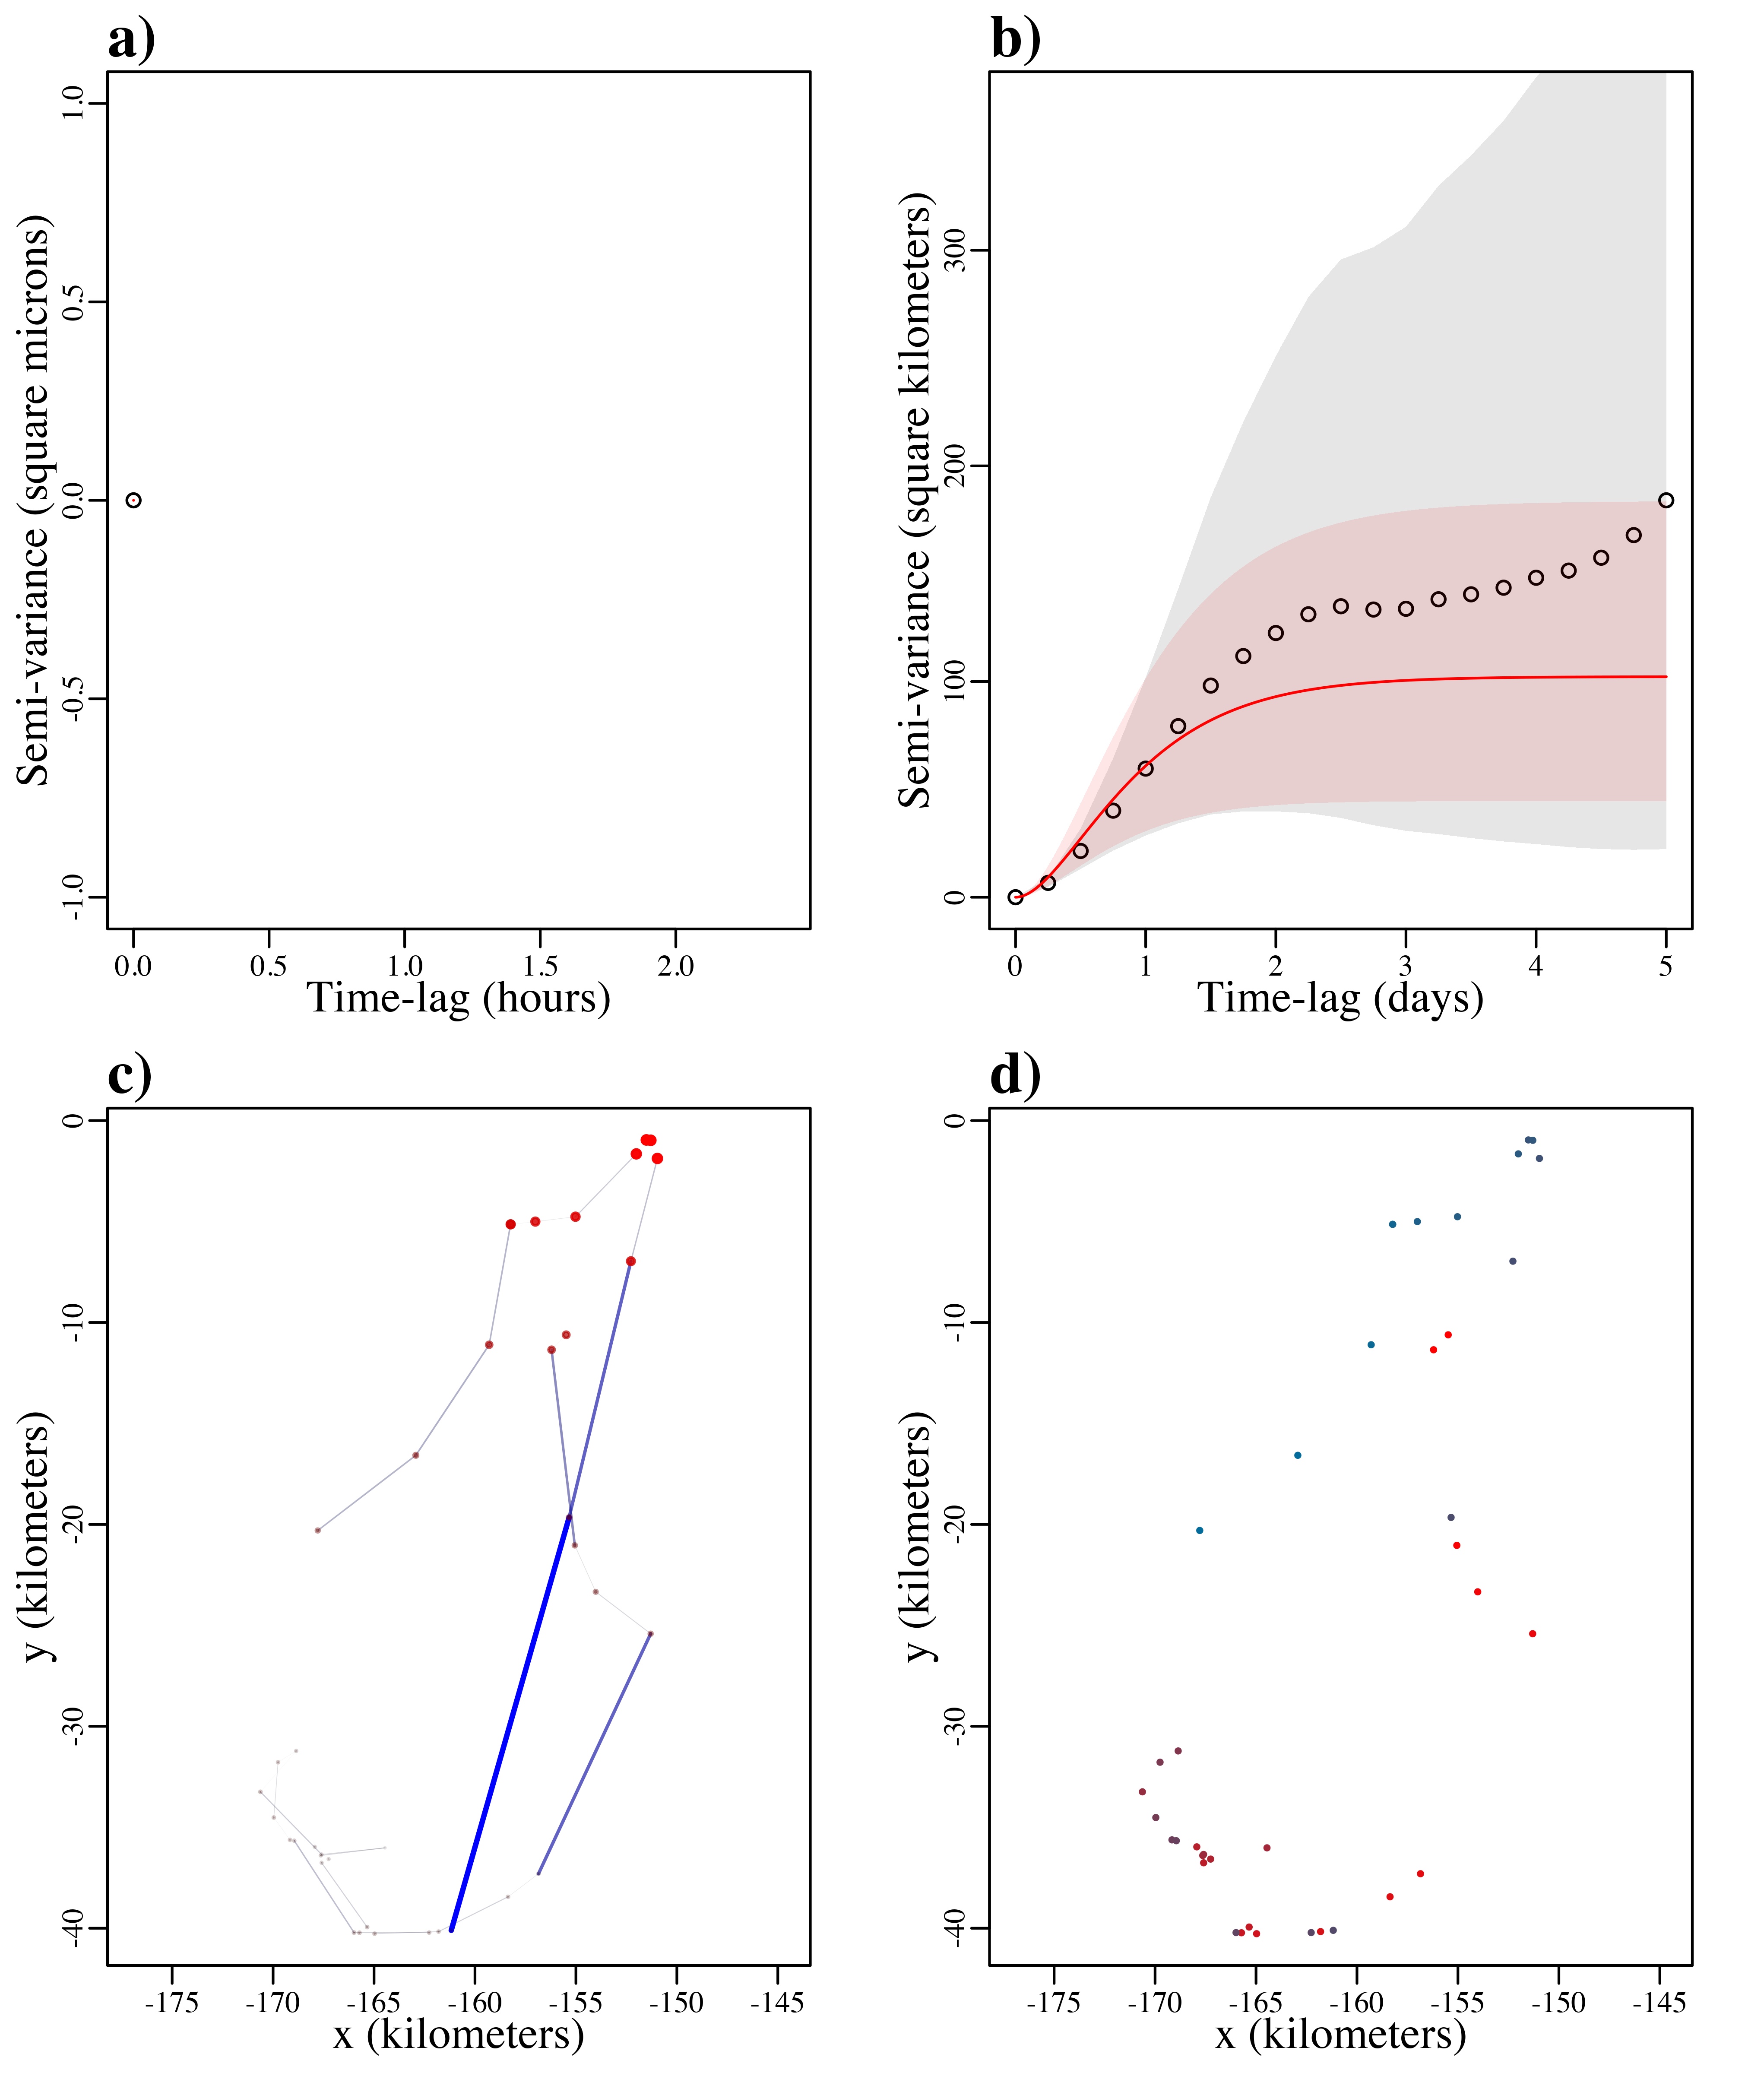 a)
1.0
0.5
0.0
-0.5
-1.0
Semi-variance (square microns)
0.0 0.5 1.0 1.5 2.0
Time-lag (hours)
b)
300
200
100
0
Semi-variance (square kilometers)
0 1 2 3 4 5
Time-lag (days)
c)
0
-10
-20
-30
-40
y (kilometers)
-175 -170 -165 -160 -155 -150 -145
x (kilometers)
d)
0
-10
-20
-30
-40
y (kilometers)
-175 -170 -165 -160 -155 -150 -145
x (kilometers)